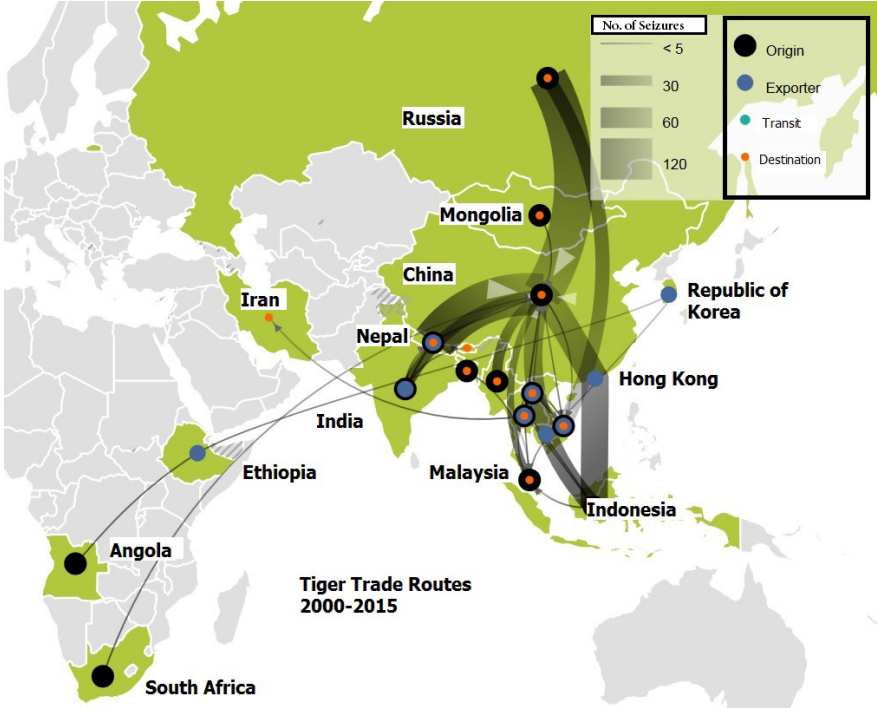 No. of Seizures
< 5
30
60
120
Origin
Exporter
Transit
Destination
Russia
Mongolia
China
Iran
Nepal
Republic of
Korea
India
Hong Kong
Ethiopia
Malaysia
Indonesia
Angola
Tiger Trade Routes
2000-2015
South Africa